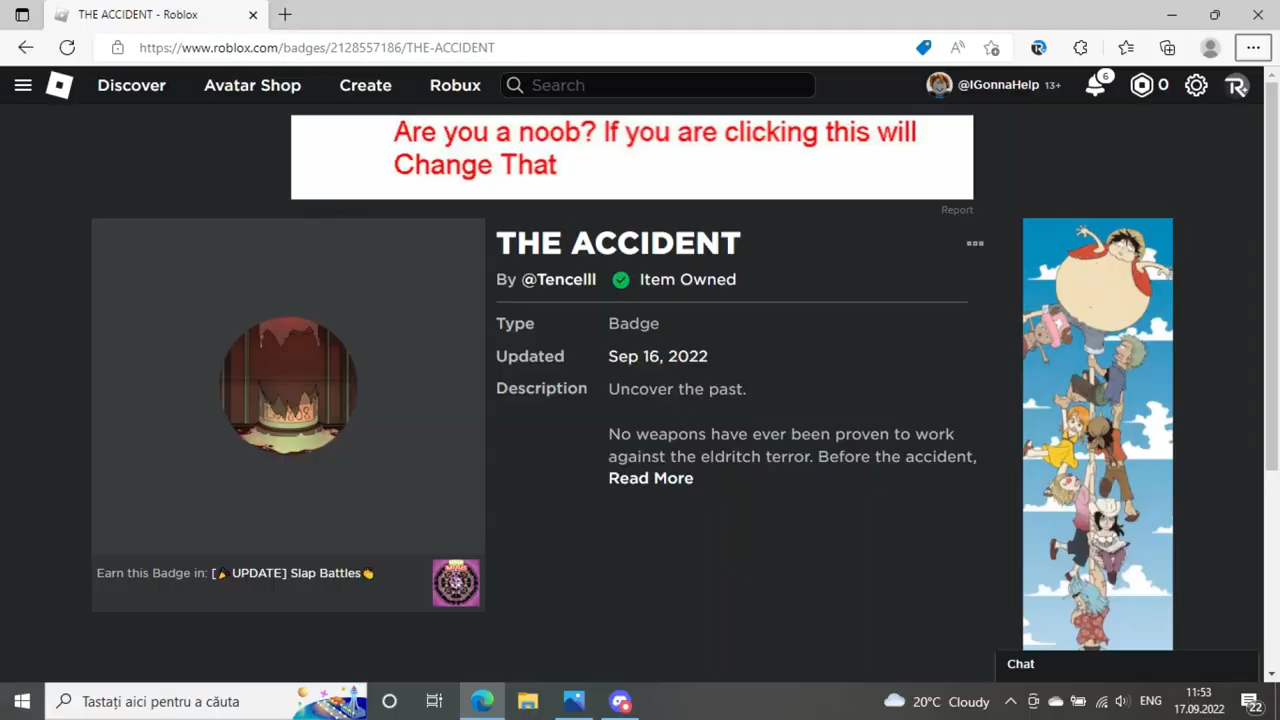 THE ACCIDENT - Roblox
https://www.roblox.com/badges/2128557186/THE-ACCIDENT
Discover
Avatar Shop
Create
Robux
Search
@IGonnaHelp 13+
6
0
Are you a noob? If you are clicking this will
Change That
Report
THE ACCIDENT
By @Tencelll
Item Owned
Type
Badge
Updated
Sep 16, 2022
Description
Uncover the past.
No weapons have ever been proven to work
against the eldritch terror. Before the accident,
Read More
Earn this Badge in: [🎉UPDATE] Slap Battles👏
Chat
Tastați aici pentru a căuta
20°C Cloudy
ENG
11:53
17.09.2022
22